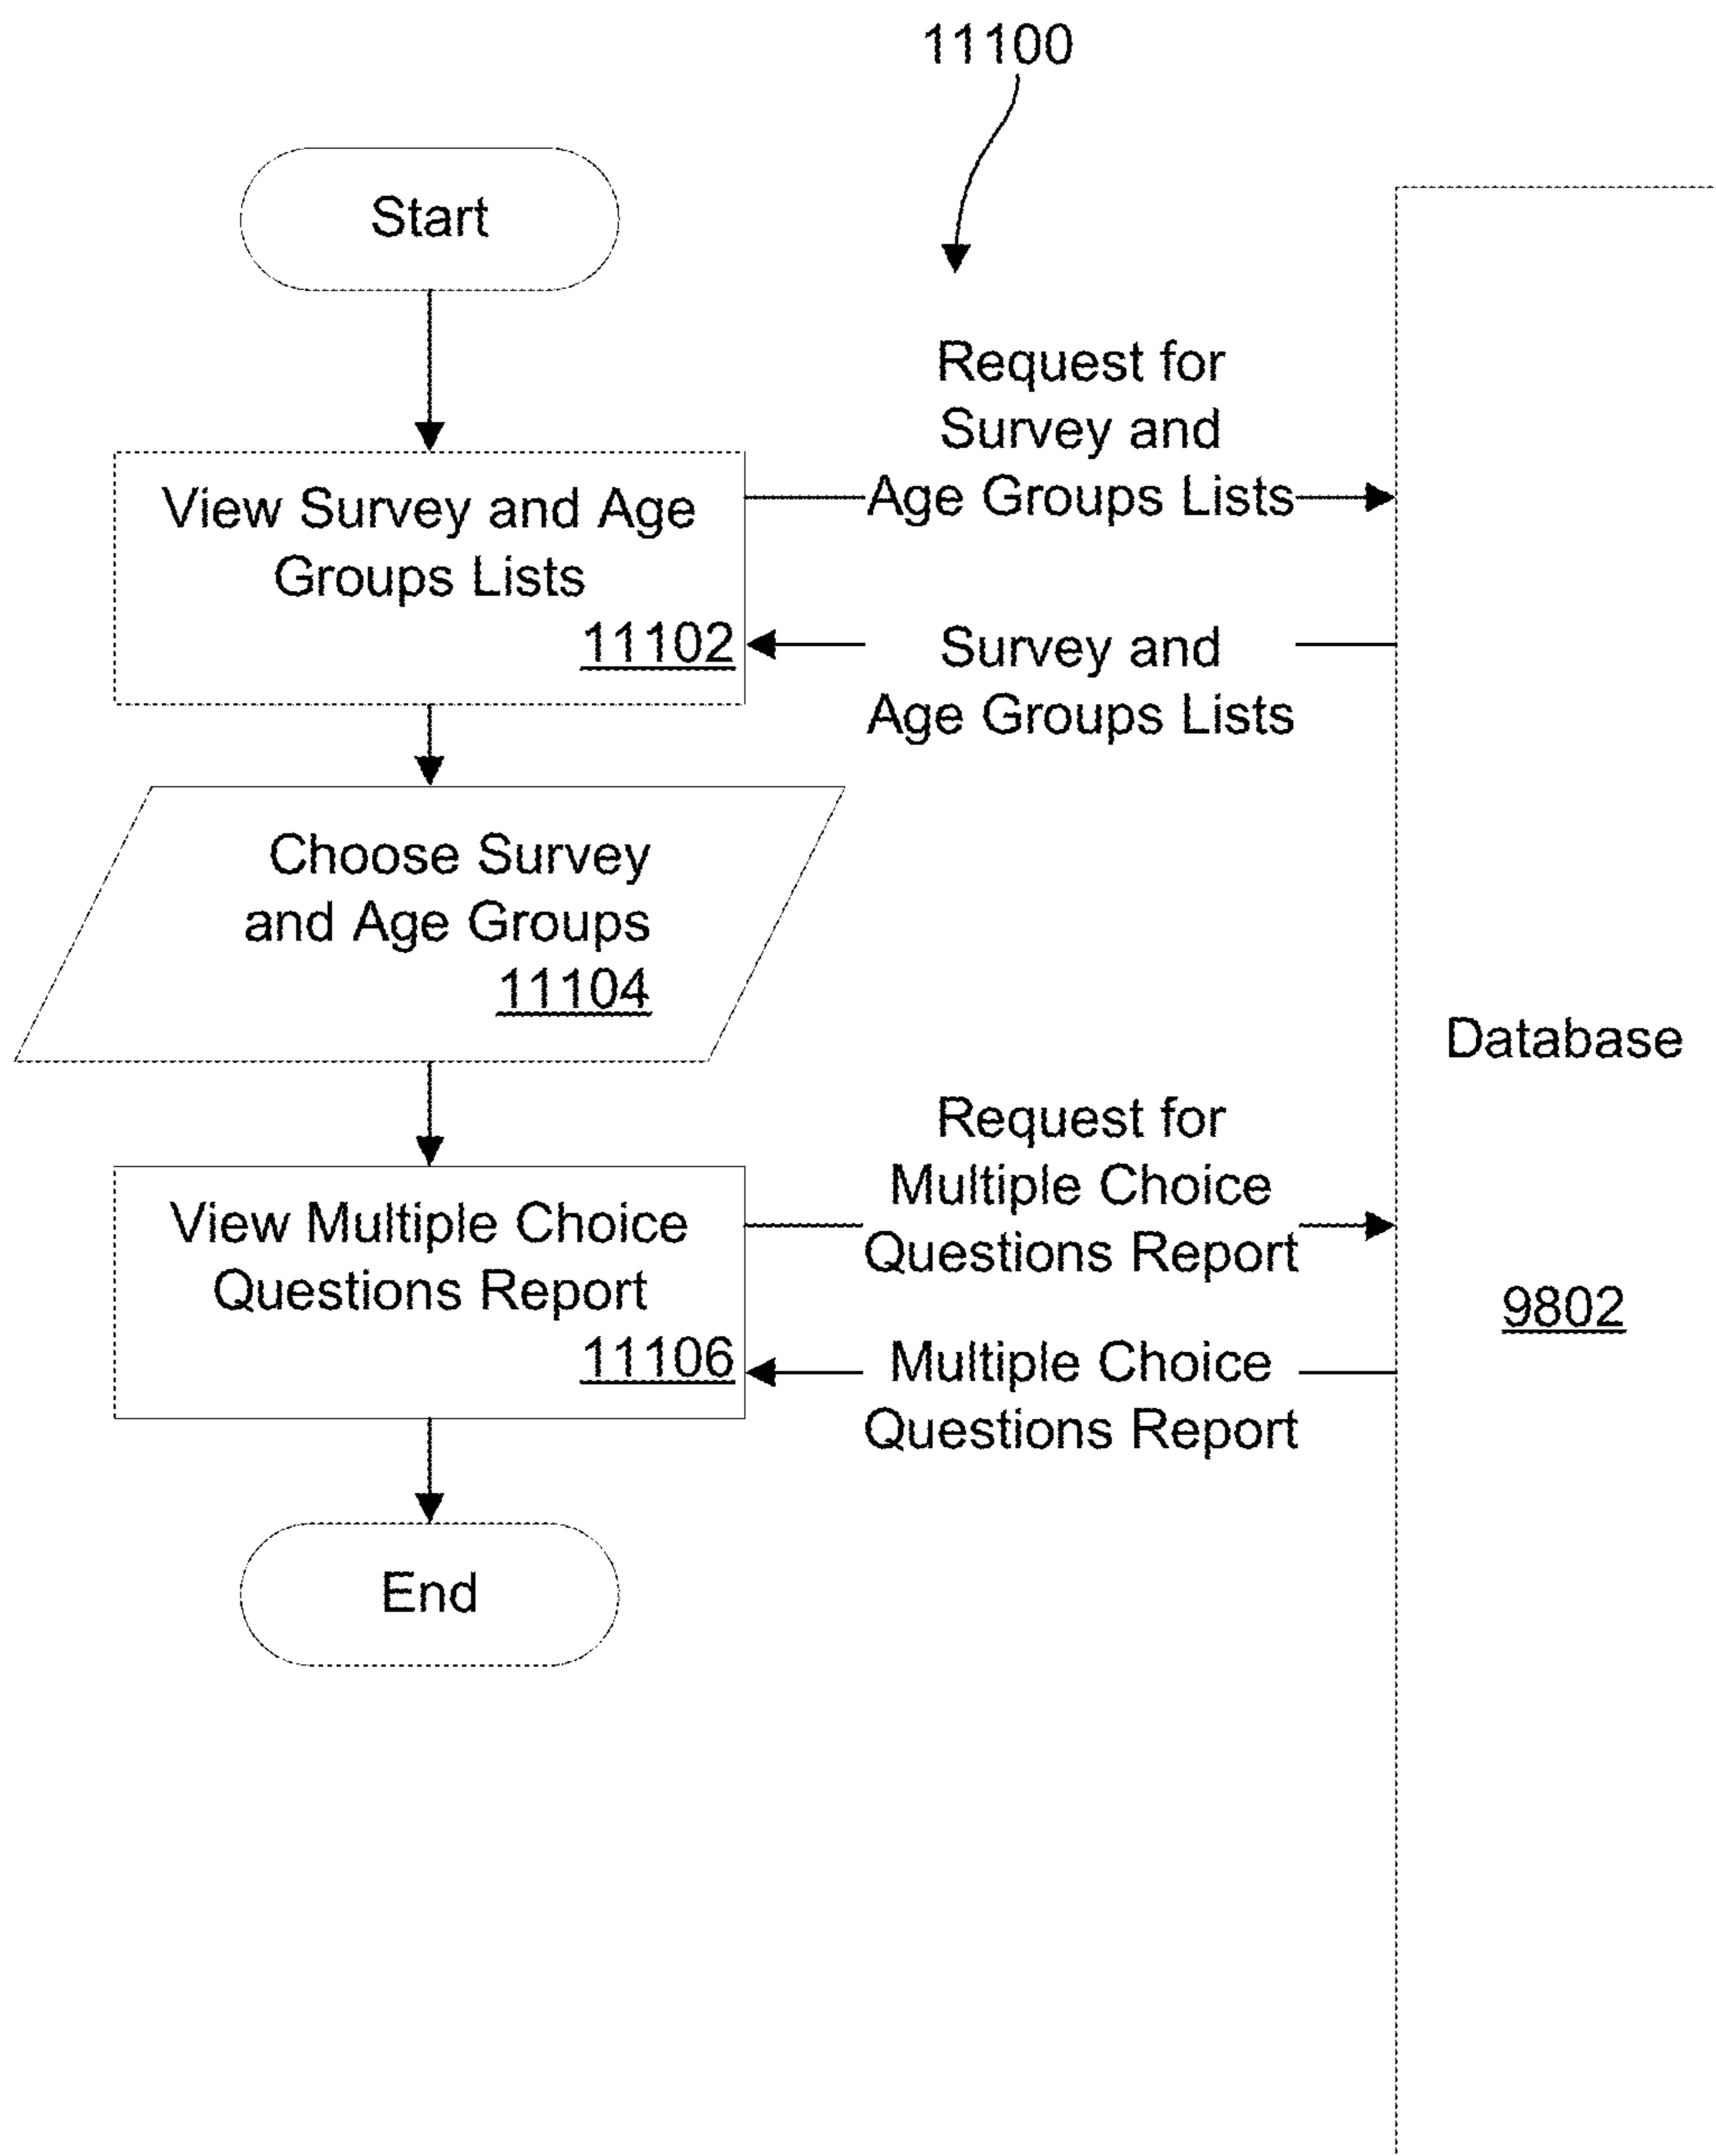 11100
Start
Request for
Survey and
Age Groups Lists
View Survey and Age
Groups Lists
11102
Survey and
Age Groups Lists
Choose Survey
and Age Groups
11104
Database
9802
Request for
Multiple Choice
Questions Report
View Multiple Choice
Questions Report
11106
Multiple Choice
Questions Report
End